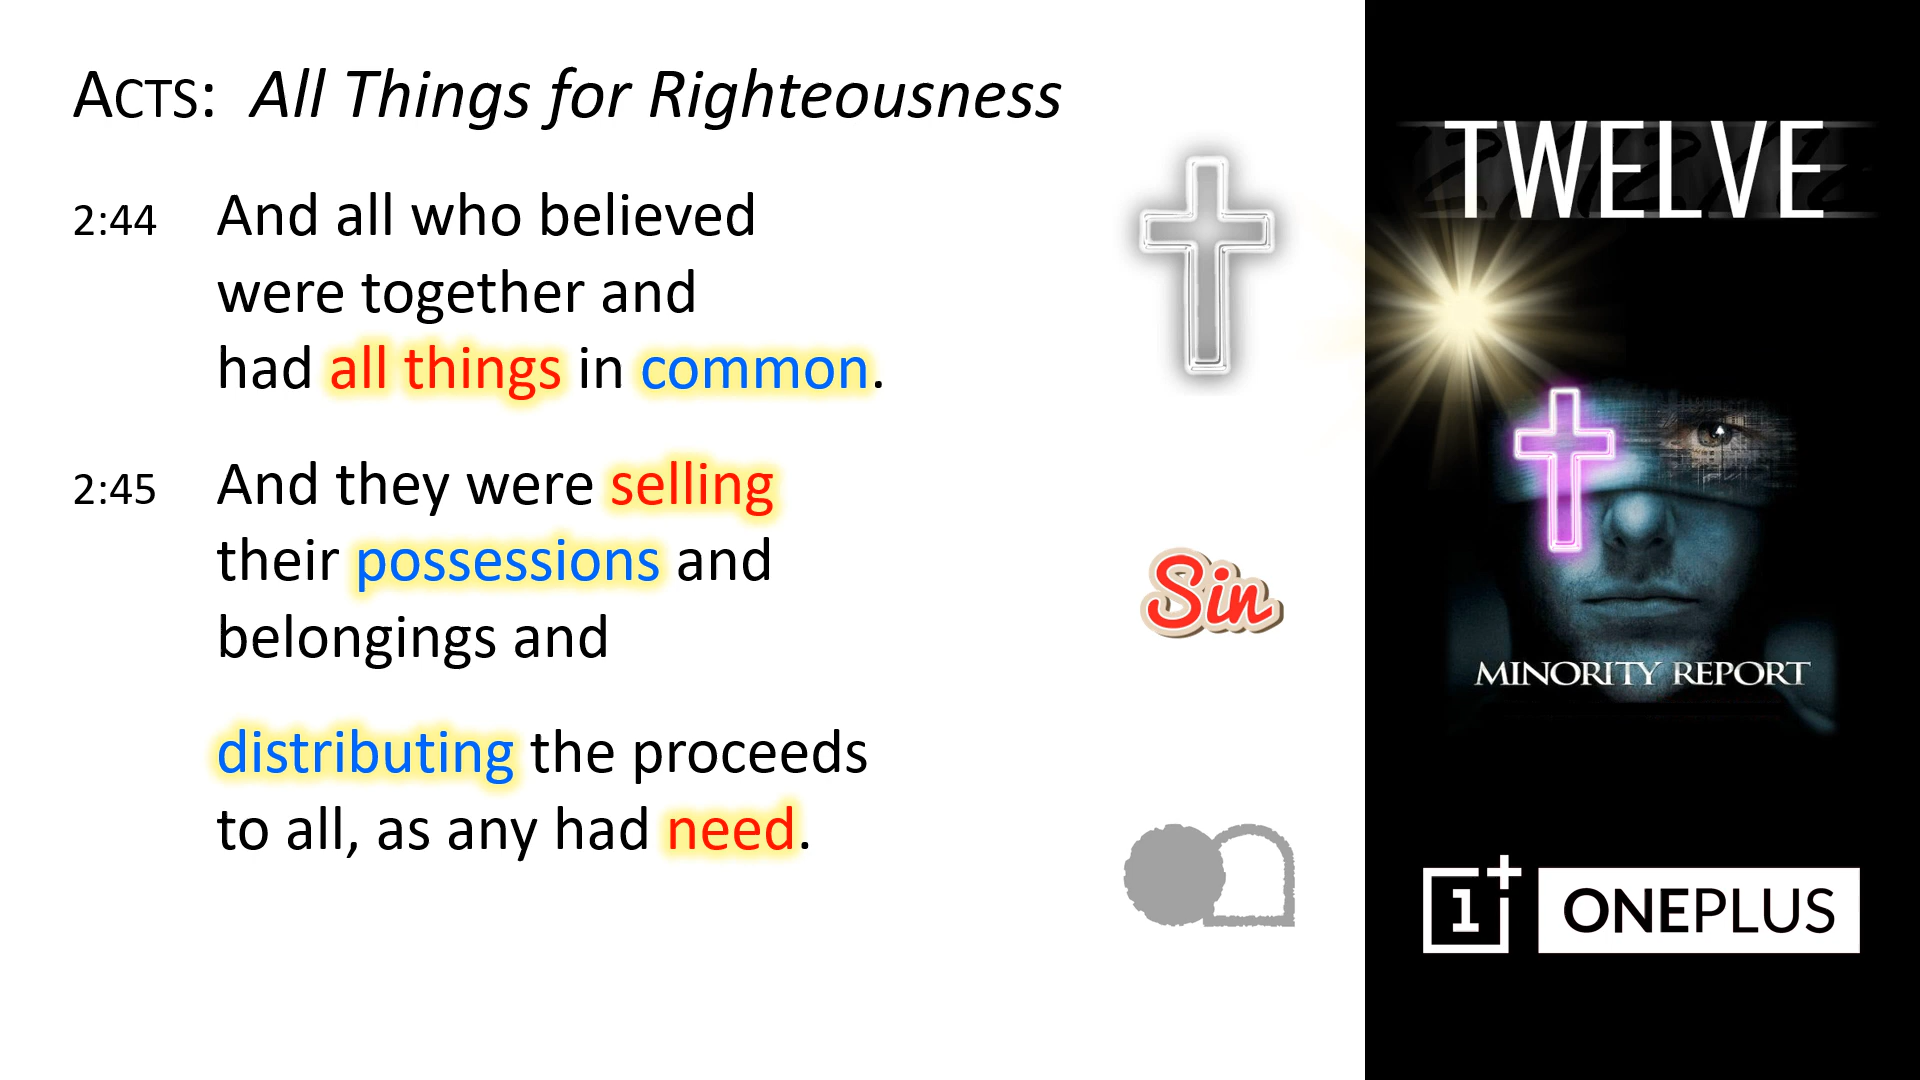 ACTS: All Things for Righteousness
2:44 And all who believed
were together and
had all things in common.
2:45 And they were selling
their possessions and
belongings and
distributing the proceeds
to all, as any had need.
Sin
TWELVE
MINORITY REPORT
1+ ONEPLUS